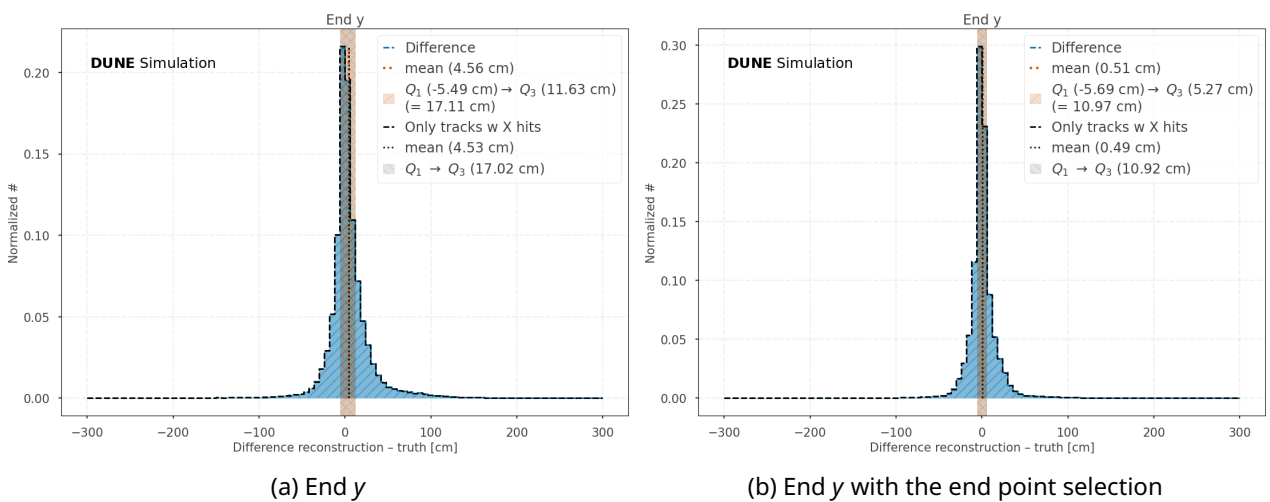 End y
DUNE Simulation
Difference
mean (4.56 cm)
Q1 (-5.49 cm) → Q3 (11.63 cm)
(= 17.11 cm)
Only tracks w X hits
mean (4.53 cm)
Q1 → Q3 (17.02 cm)
Normalized #
0.20
0.15
0.10
0.05
0.00
−300 −200 −100 0 100 200 300
Difference reconstruction – truth [cm]
(a) End y
End y
DUNE Simulation
Difference
mean (0.51 cm)
Q1 (-5.69 cm) → Q3 (5.27 cm)
(= 10.97 cm)
Only tracks w X hits
mean (0.49 cm)
Q1 → Q3 (10.92 cm)
Normalized #
0.30
0.25
0.20
0.15
0.10
0.05
0.00
−300 −200 −100 0 100 200 300
Difference reconstruction – truth [cm]
(b) End y with the end point selection